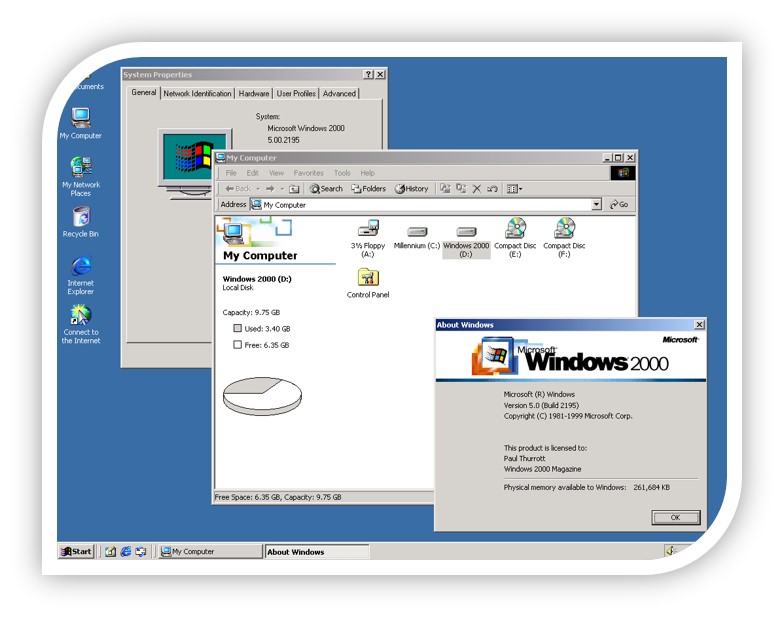 cuments
My Computer
My Network
Places
Recycle Bin
Internet
Explorer
Connect to
the Internet
System Properties
General Network Identification Hardware User Profiles Advanced
System:
Microsoft Windows 2000
5.00.2195
My Computer
File Edit View Favorites Tools Help
Back Search Folders History
Address My Computer Go
My Computer
Windows 2000 (D:)
Local Disk
Capacity: 9.75 GB
Used: 3.40 GB
Free: 6.35 GB
3½ Floppy
(A:)
Millennium (C:)
Windows 2000
(D:)
Compact Disc
(E:)
Compact Disc
(F:)
Control Panel
Free Space: 6.35 GB, Capacity: 9.75 GB
About Windows
Microsoft
Microsoft
Windows 2000
Microsoft (R) Windows
Version 5.0 (Build 2195)
Copyright (C) 1981-1999 Microsoft Corp.
This product is licensed to:
Paul Thurrott
Windows 2000 Magazine
Physical memory available to Windows: 261,684 KB
OK
Start My Computer About Windows